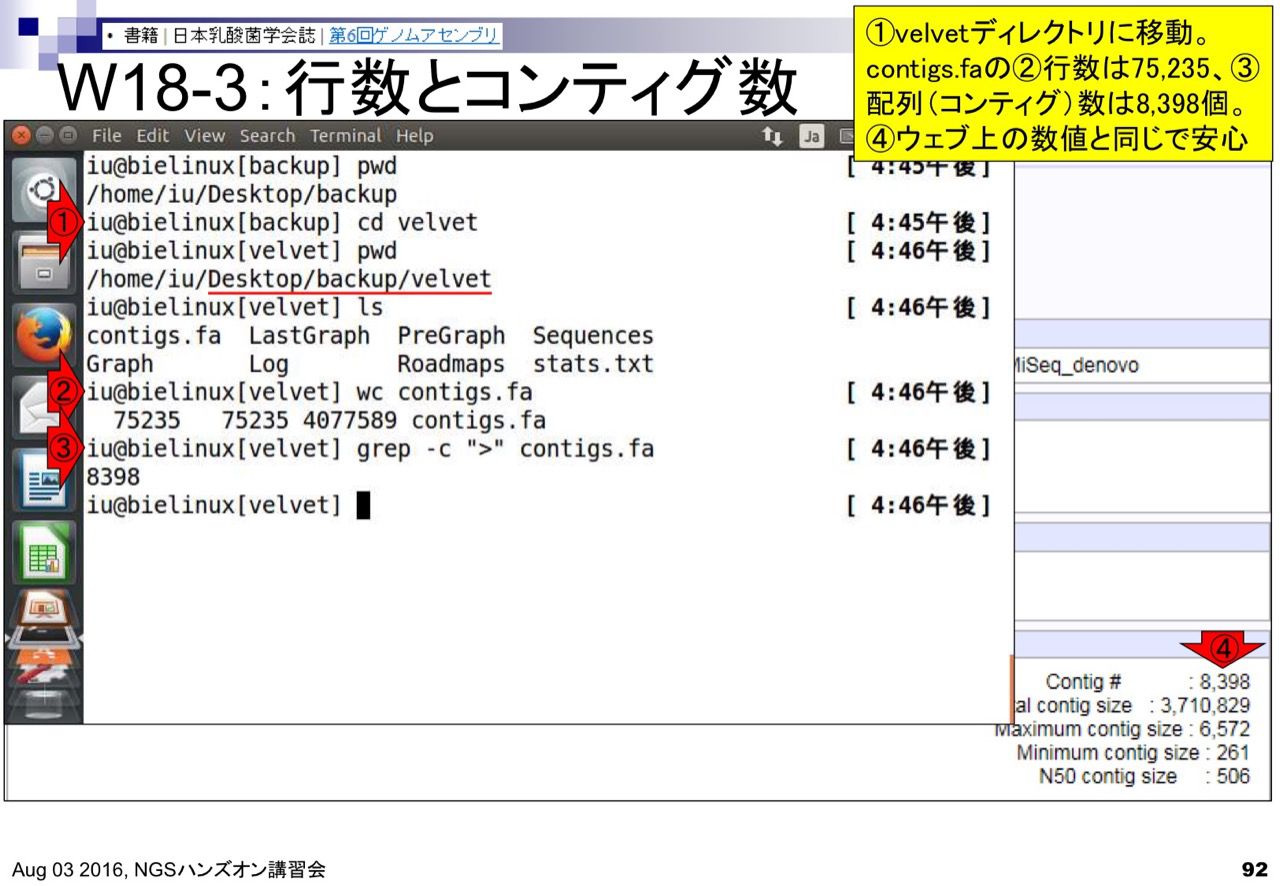 • 書籍 | 日本乳酸菌学会誌 | 第6回ゲノムアセンブリ
W18-3：行数とコンティグ数
①velvetディレクトリに移動。
contigs.faの②行数は75,235、③
配列（コンティグ）数は8,398個。
④ウェブ上の数値と同じで安心
File Edit View Search Terminal Help
Ja
iu@bielinux[backup] pwd [ 4:45午後]
/home/iu/Desktop/backup
① iu@bielinux[backup] cd velvet [ 4:45午後]
iu@bielinux[velvet] pwd [ 4:46午後]
/home/iu/Desktop/backup/velvet
iu@bielinux[velvet] ls [ 4:46午後]
contigs.fa LastGraph PreGraph Sequences
Graph Log Roadmaps stats.txt
② iu@bielinux[velvet] wc contigs.fa [ 4:46午後]
75235 75235 4077589 contigs.fa
③ iu@bielinux[velvet] grep -c ">" contigs.fa [ 4:46午後]
8398
iu@bielinux[velvet] [ 4:46午後]
MiSeq_denovo
④
Contig # : 8,398
al contig size : 3,710,829
Maximum contig size : 6,572
Minimum contig size : 261
N50 contig size : 506
Aug 03 2016, NGSハンズオン講習会
92